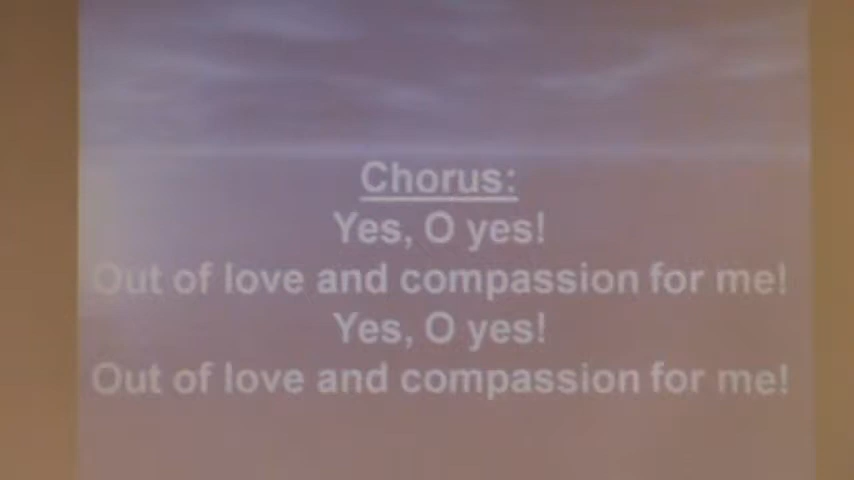 Chorus:
Yes, O yes!
Out of love and compassion for me!
Yes, O yes!
Out of love and compassion for me!